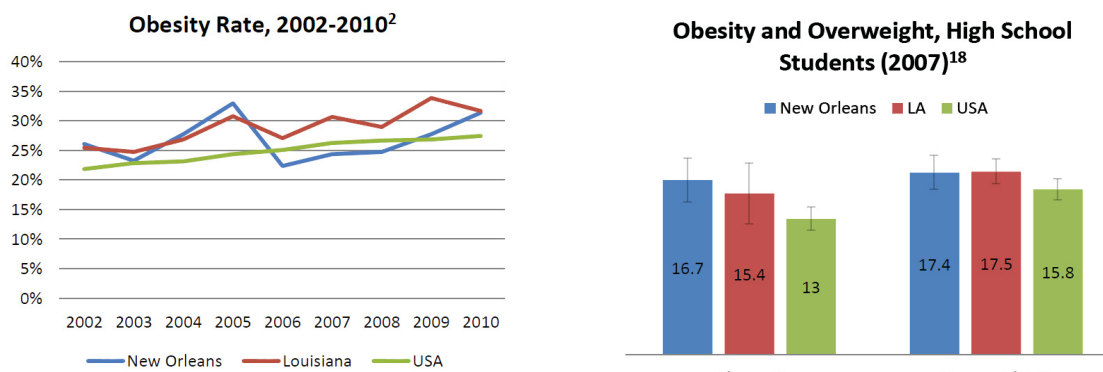 Obesity Rate, 2002-2010²
40%
35%
30%
25%
20%
15%
10%
5%
0%
2002 2003 2004 2005 2006 2007 2008 2009 2010
New Orleans Louisiana USA
Obesity and Overweight, High School
Students (2007)¹⁸
New Orleans LA USA
16.7 15.4 13 17.4 17.5 15.8